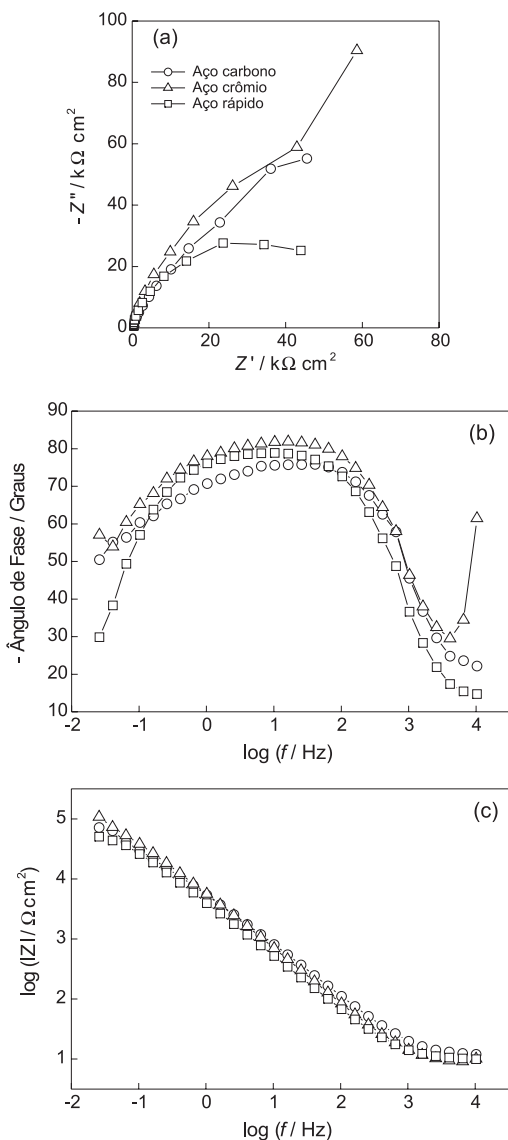 (a)
100
80
60
40
20
0
- Z" / kΩ cm²
Aço carbono
Aço crômio
Aço rápido
0 20 40 60 80
Z' / kΩ cm²
(b)
90
80
70
60
50
40
30
20
10
- Ângulo de Fase / Graus
-2 -1 0 1 2 3 4
log (f / Hz)
(c)
5
4
3
2
1
log (|Z| / Ω cm²)
-2 -1 0 1 2 3 4
log (f / Hz)